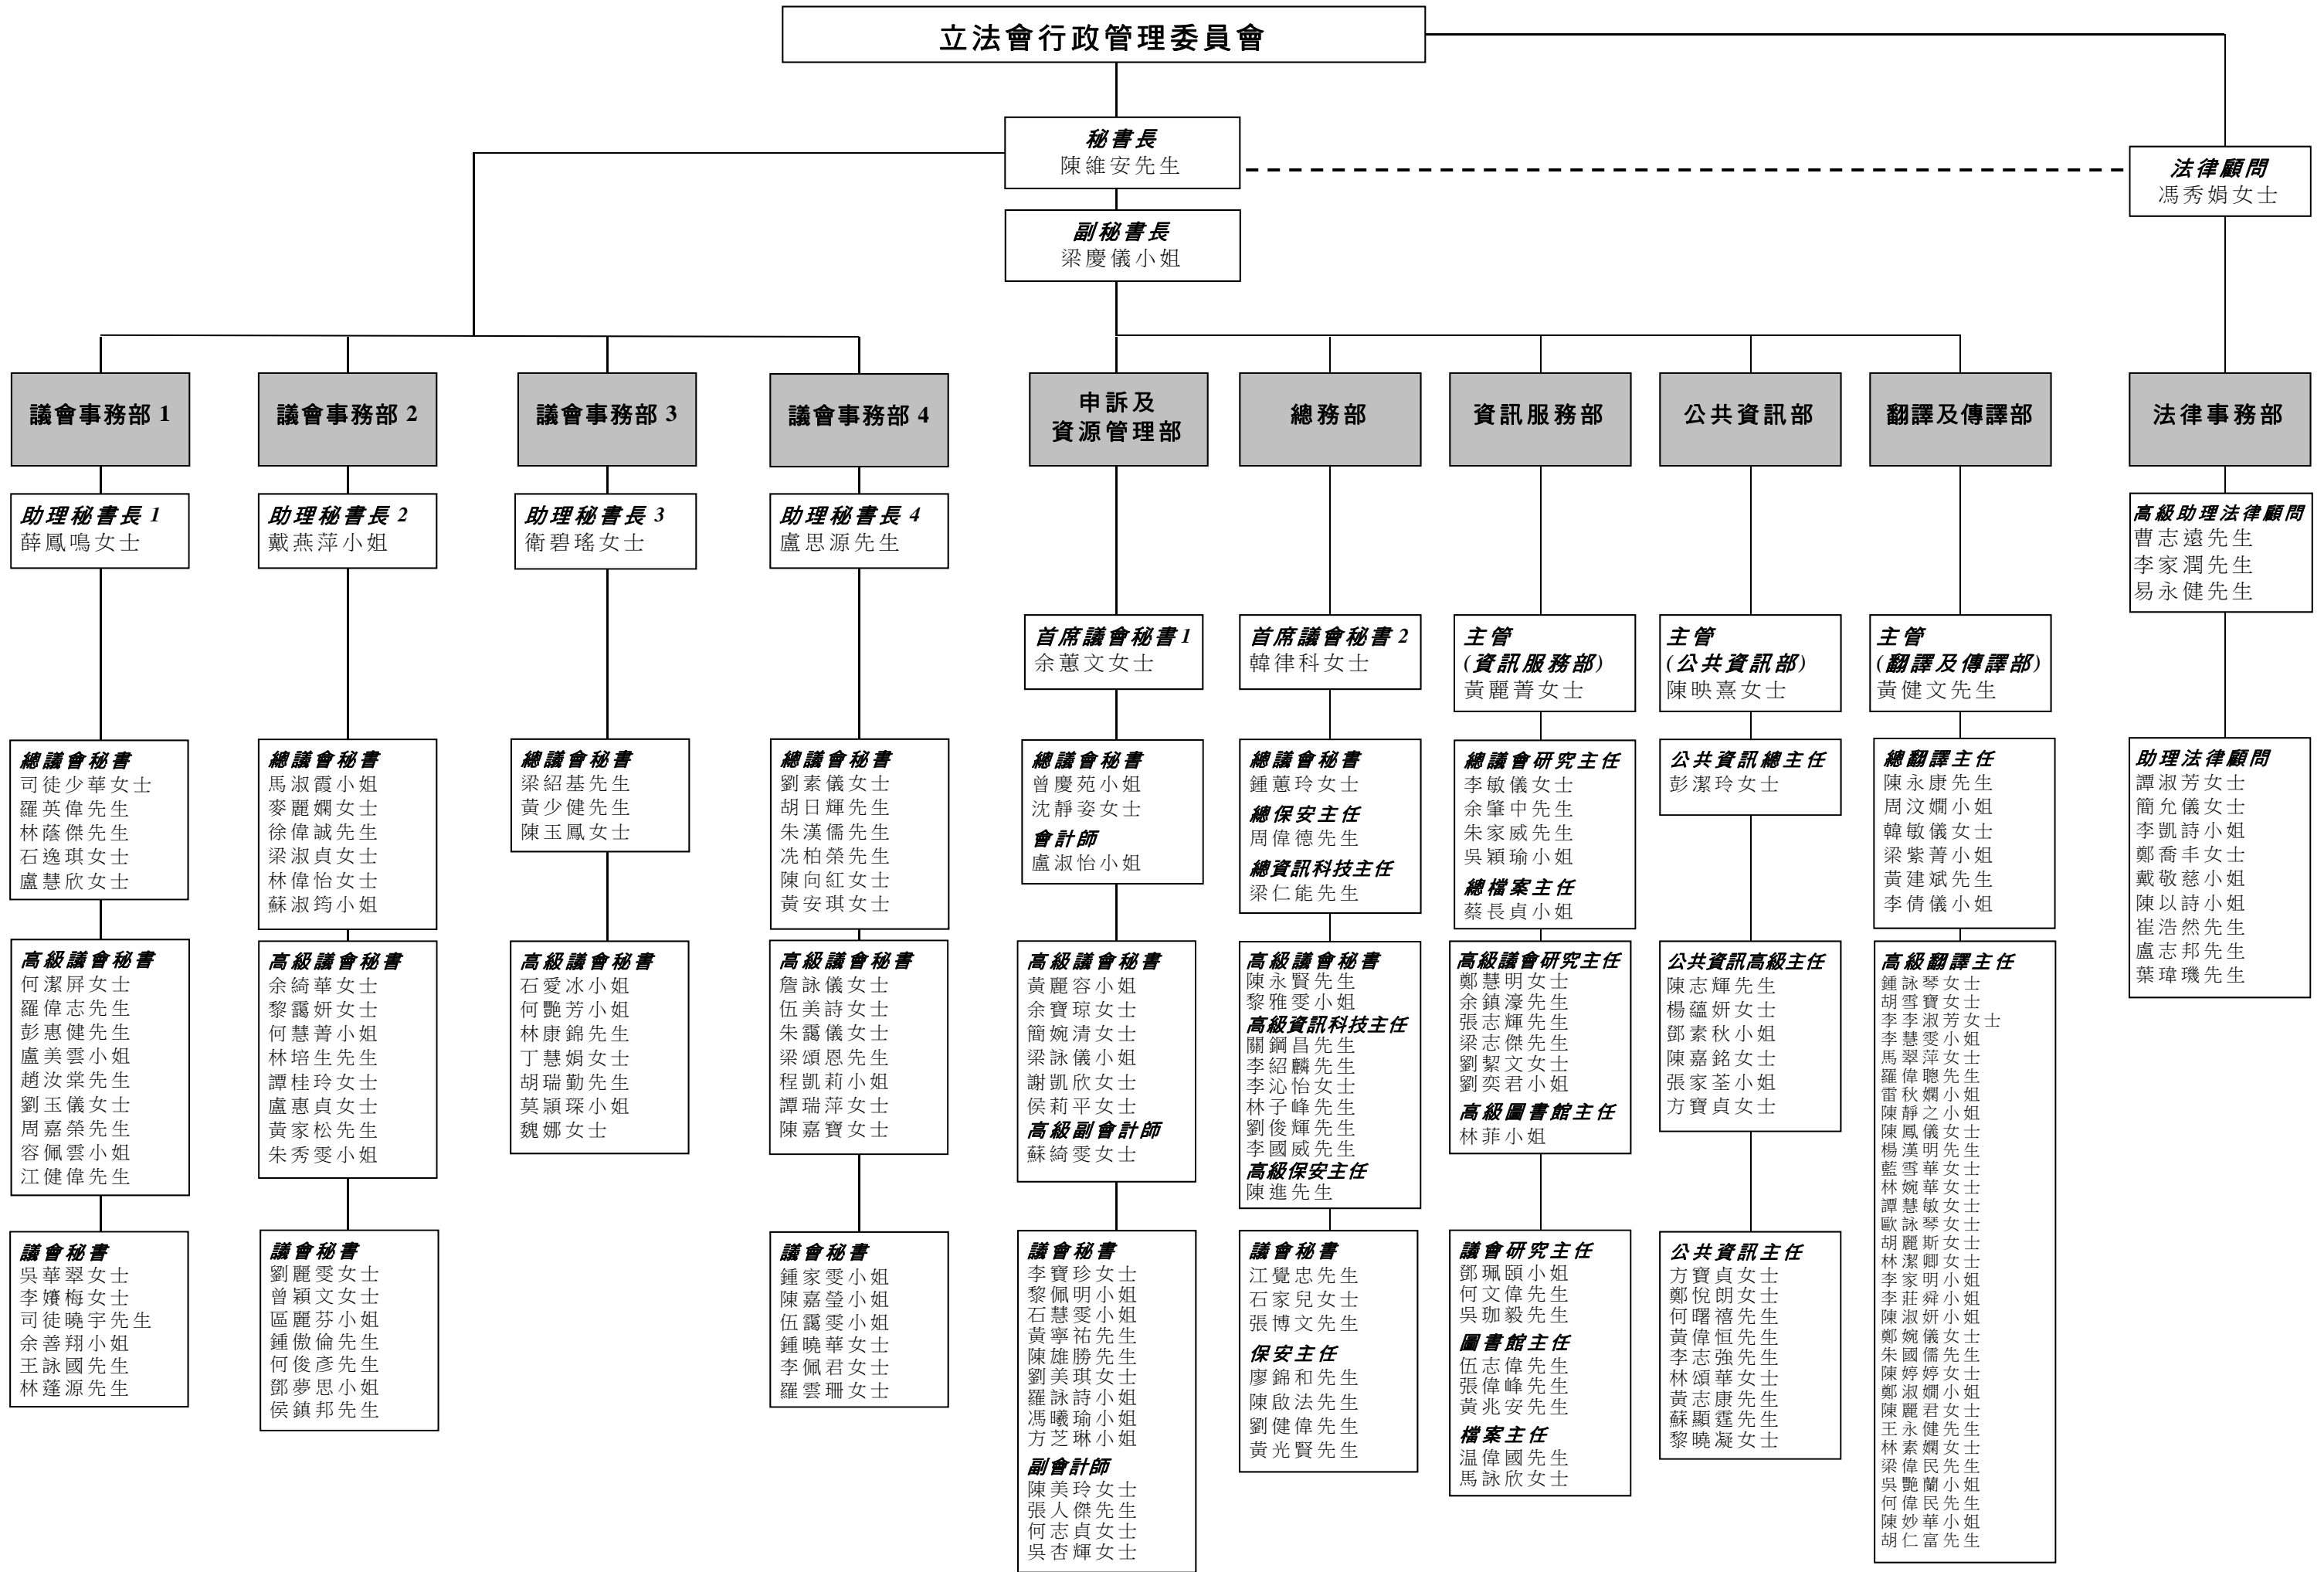 立法會行政管理委員會
秘書長
陳維安先生
法律顧問
馮秀娟女士
副秘書長
梁慶儀小姐
議會事務部 1
助理秘書長 1
薛鳳鳴女士
總議會秘書
司徒少華女士
羅英偉先生
林蔭傑先生
石逸琪女士
盧慧欣女士
高級議會秘書
何潔屏女士
羅偉志先生
彭惠健先生
盧美雲小姐
趙汝棠先生
劉玉儀女士
周嘉榮先生
容佩雲小姐
江健偉先生
議會秘書
吳華翠女士
李嬪梅女士
司徒曉宇先生
余善翔小姐
王詠國先生
林蓬源先生
議會事務部 2
助理秘書長 2
戴燕萍小姐
總議會秘書
馬淑霞小姐
麥麗嫻女士
徐偉誠先生
梁淑貞女士
林偉怡女士
蘇淑筠小姐
高級議會秘書
余綺華女士
黎靄妍女士
何慧菁小姐
林培生先生
譚桂玲女士
盧惠貞女士
黃家松先生
朱秀雯小姐
議會秘書
劉麗雯女士
曾穎文女士
區麗芬小姐
鍾傲倫先生
何俊彥先生
鄧夢思小姐
侯鎮邦先生
議會事務部 3
助理秘書長 3
衛碧瑤女士
總議會秘書
梁紹基先生
黃少健先生
陳玉鳳女士
高級議會秘書
石愛冰小姐
何艷芳小姐
林康錦先生
丁慧娟女士
胡瑞勤先生
莫頴琛小姐
魏娜女士
議會事務部 4
助理秘書長 4
盧思源先生
總議會秘書
劉素儀女士
胡日輝先生
朱漢儒先生
冼柏榮先生
陳向紅女士
黃安琪女士
高級議會秘書
詹詠儀女士
伍美詩女士
朱靄儀女士
梁頌恩先生
程凱莉小姐
譚瑞萍女士
陳嘉寶女士
議會秘書
鍾家雯小姐
陳嘉瑩小姐
伍靄雯小姐
鍾曉華女士
李佩君女士
羅雲珊女士
申訴及
資源管理部
首席議會秘書 1
余蕙文女士
總議會秘書
曾慶苑小姐
沈靜姿女士
會計師
盧淑怡小姐
高級議會秘書
黃麗容小姐
余寶琼女士
簡婉清女士
梁詠儀小姐
謝凱欣女士
侯莉平女士
高級副會計師
蘇綺雯女士
議會秘書
李寶珍女士
黎佩明小姐
石慧雯小姐
黃寧祐先生
陳雄勝先生
劉美琪女士
羅詠詩小姐
馮曦瑜小姐
方芝琳小姐
副會計師
陳美玲女士
張人傑先生
何志貞女士
吳杏輝女士
總務部
首席議會秘書 2
韓律科女士
總議會秘書
鍾蕙玲女士
總保安主任
周偉德先生
總資訊科技主任
梁仁能先生
高級議會秘書
陳永賢先生
黎雅雯小姐
高級資訊科技主任
關鋼昌先生
李紹麟先生
李沁怡女士
林子峰先生
劉俊輝先生
李國威先生
高級保安主任
陳進先生
議會秘書
江覺忠先生
石家兒女士
張博文先生
保安主任
廖錦和先生
陳啟法先生
劉健偉先生
黃光賢先生
資訊服務部
主管
(資訊服務部)
黃麗菁女士
總議會研究主任
李敏儀女士
余肇中先生
朱家威先生
吳穎瑜小姐
總檔案主任
蔡長貞小姐
高級議會研究主任
鄭慧明女士
余鎮濠先生
張志輝先生
梁志傑先生
劉絜文女士
劉奕君小姐
高級圖書館主任
林菲小姐
議會研究主任
鄧珮頤小姐
何文偉先生
吳珈毅先生
圖書館主任
伍志偉先生
張偉峰先生
黃兆安先生
檔案主任
温偉國先生
馬詠欣女士
公共資訊部
主管
(公共資訊部)
陳映熹女士
公共資訊總主任
彭潔玲女士
公共資訊高級主任
陳志輝先生
楊蘊妍女士
鄧素秋小姐
陳嘉銘女士
張家荃小姐
方寶貞女士
公共資訊主任
方寶貞女士
鄭悅朗女士
何曙禧先生
黃偉恒先生
李志強先生
林頌華女士
黃志康先生
蘇顯霆先生
黎曉凝女士
翻譯及傳譯部
主管
(翻譯及傳譯部)
黃健文先生
總翻譯主任
陳永康先生
周汶嫺小姐
韓敏儀女士
梁紫菁小姐
黃建斌先生
李倩儀小姐
高級翻譯主任
鍾詠琴女士
胡雪寶女士
李李淑芳女士
李慧雯小姐
馬翠萍女士
羅偉聰先生
雷秋嫻小姐
陳靜之小姐
陳鳳儀女士
楊漢明先生
藍雪華女士
林婉華女士
譚慧敏女士
歐詠琴女士
胡麗斯女士
林潔卿女士
李家明小姐
李莊舜小姐
陳淑妍小姐
鄭婉儀女士
朱國儒先生
陳婷婷女士
鄭淑嫻小姐
陳麗君女士
王永健先生
林素嫻女士
梁偉民先生
吳艷蘭小姐
何偉民先生
陳妙華小姐
胡仁富先生
法律事務部
高級助理法律顧問
曹志遠先生
李家潤先生
易永健先生
助理法律顧問
譚淑芳女士
簡允儀女士
李凱詩小姐
鄭喬丰女士
戴敬慈小姐
陳以詩小姐
崔浩然先生
盧志邦先生
葉瑋璣先生